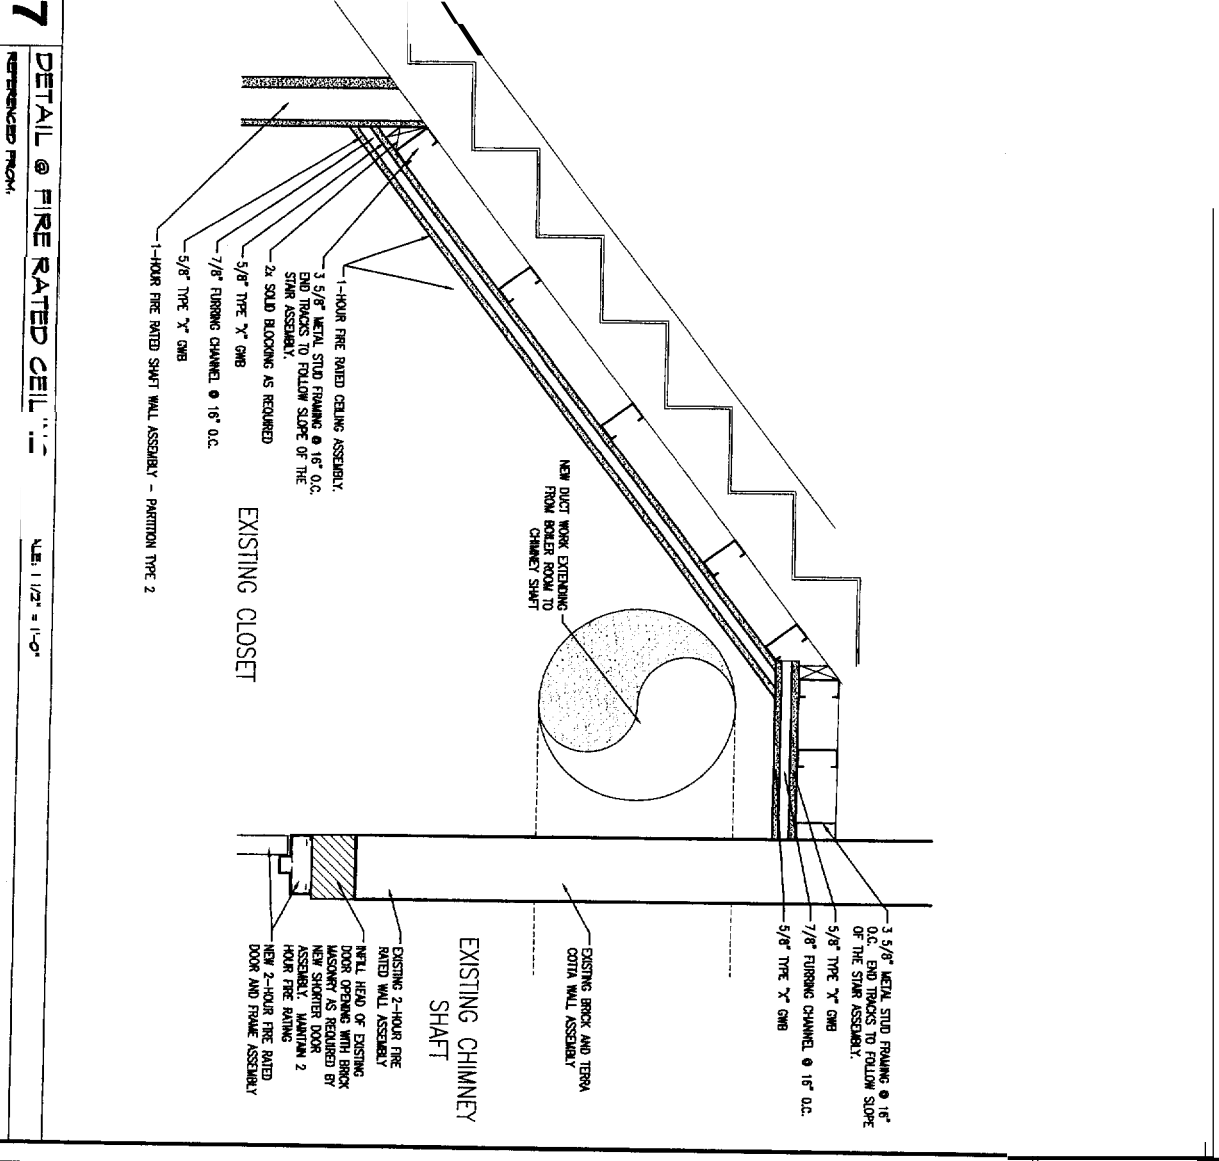 1-HOUR FIRE RATED CEILING ASSEMBLY.
3 5/8" METAL STUD FRAMING @ 16" O.C.
END TRACKS TO FOLLOW SLOPE OF THE
STAIR ASSEMBLY.
2x SOLID BLOCKING AS REQUIRED
5/8" TYPE "X" GWB
7/8" FURRING CHANNEL @ 16" O.C.
5/8" TYPE "X" GWB
1-HOUR FIRE RATED SHAFT WALL ASSEMBLY - PARTITION TYPE 2
EXISTING CLOSET
NEW DUCT WORK EXTENDING
FROM BOILER ROOM TO
CHIMNEY SHAFT
3 5/8" METAL STUD FRAMING @ 16"
O.C. END TRACKS TO FOLLOW SLOPE
OF THE STAIR ASSEMBLY.
5/8" TYPE "X" GWB
7/8" FURRING CHANNEL @ 16" O.C.
5/8" TYPE "X" GWB
EXISTING BRICK AND TERRA
COTTA WALL ASSEMBLY
EXISTING CHIMNEY
SHAFT
EXISTING 2-HOUR FIRE
RATED WALL ASSEMBLY
INFILL HEAD OF EXISTING
DOOR OPENING WITH BRICK
MASONRY AS REQUIRED BY
NEW SHORTER DOOR
ASSEMBLY. MAINTAIN 2
HOUR FIRE RATING
NEW 2-HOUR FIRE RATED
DOOR AND FRAME ASSEMBLY
7
DETAIL @ FIRE RATED CEIL
ALE: 1 1/2" = 1'-0"
REFERENCED FROM: